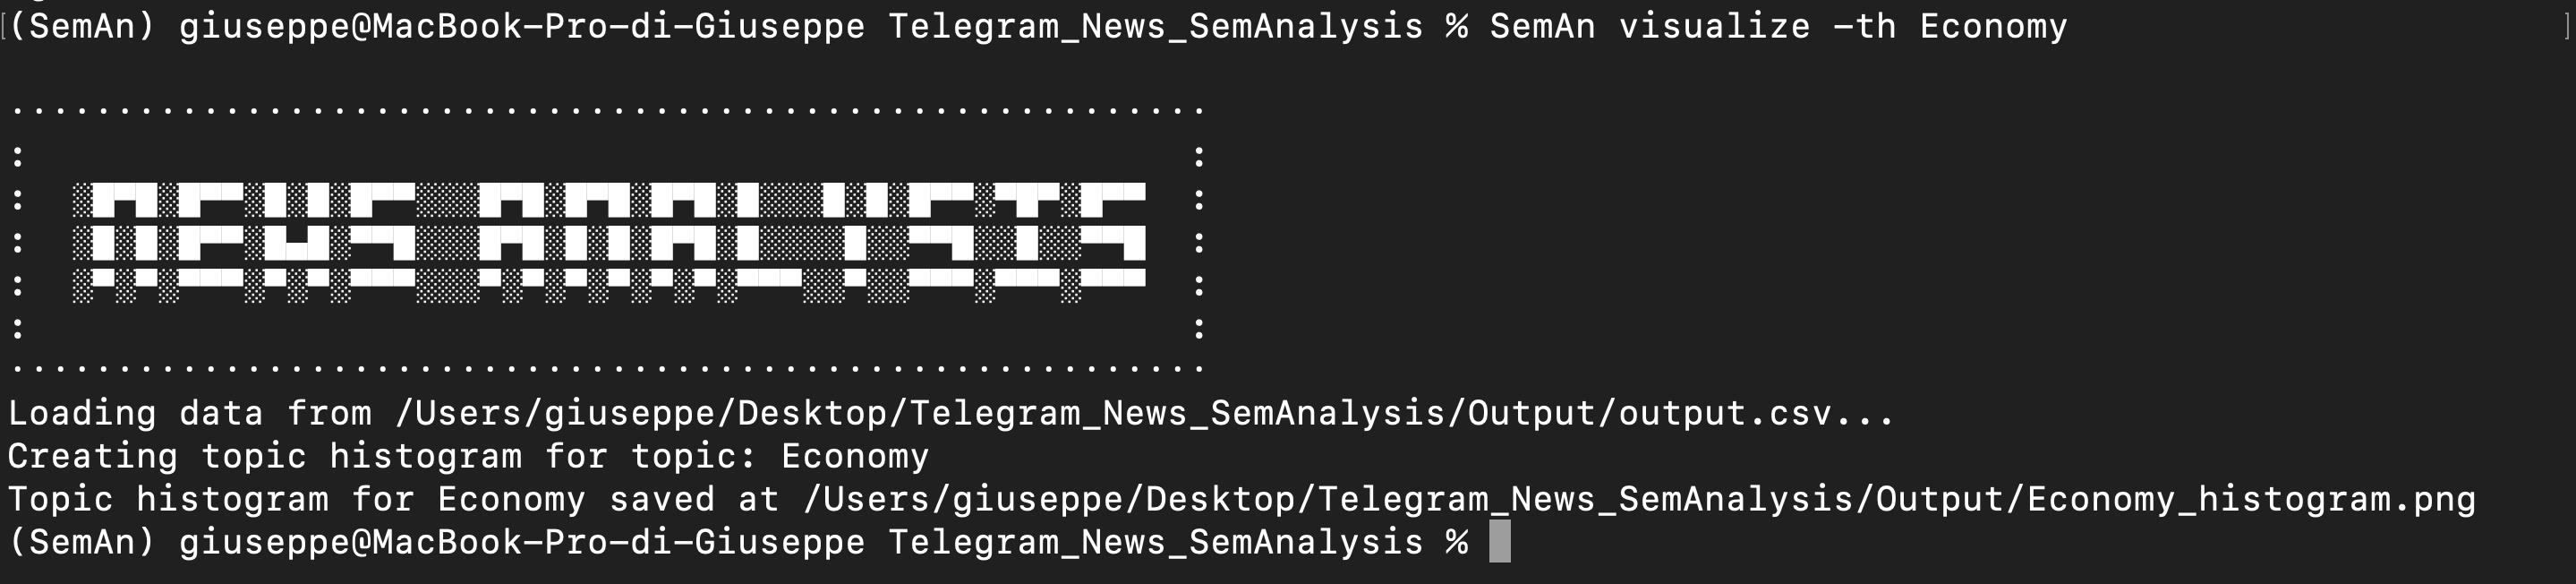 (SemAn) giuseppe@MacBook-Pro-di-Giuseppe Telegram_News_SemAnalysis % SemAn visualize -th Economy
NEWS ANALYSIS
Loading data from /Users/giuseppe/Desktop/Telegram_News_SemAnalysis/Output/output.csv...
Creating topic histogram for topic: Economy
Topic histogram for Economy saved at /Users/giuseppe/Desktop/Telegram_News_SemAnalysis/Output/Economy_histogram.png
(SemAn) giuseppe@MacBook-Pro-di-Giuseppe Telegram_News_SemAnalysis %